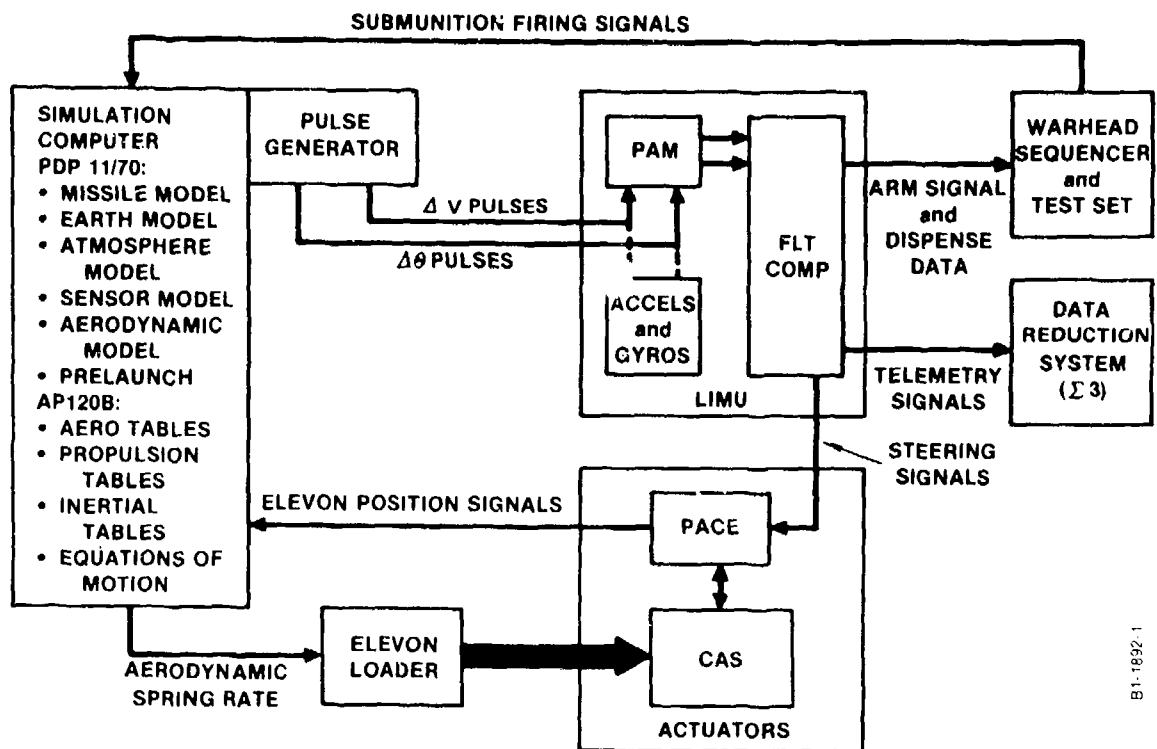 SUBMUNITION FIRING SIGNALS
SIMULATION
COMPUTER
PDP 11/70:
• MISSILE MODEL
• EARTH MODEL
• ATMOSPHERE
MODEL
• SENSOR MODEL
• AERODYNAMIC
MODEL
• PRELAUNCH
AP120B:
• AERO TABLES
• PROPULSION
TABLES
• INERTIAL
TABLES
• EQUATIONS OF
MOTION
PULSE
GENERATOR
Δ V PULSES
Δθ PULSES
PAM
ACCELS
and
GYROS
FLT
COMP
LIMU
ARM SIGNAL
and
DISPENSE
DATA
WARHEAD
SEQUENCER
and
TEST SET
TELEMETRY
SIGNALS
DATA
REDUCTION
SYSTEM
(Σ 3)
STEERING
SIGNALS
ELEVON POSITION SIGNALS
PACE
CAS
ACTUATORS
AERODYNAMIC
SPRING RATE
ELEVON
LOADER
B1-1892-1